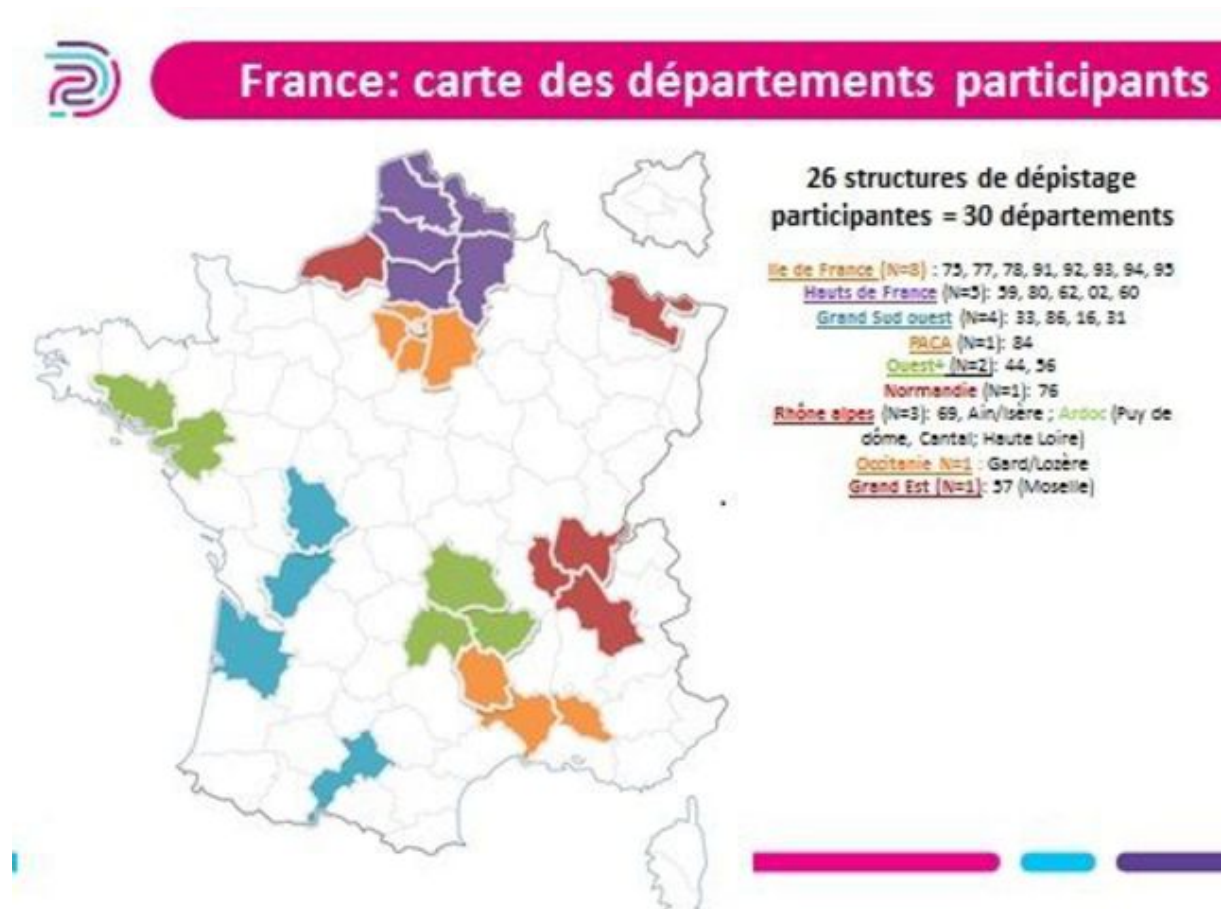 France: carte des départements participants
26 structures de dépistage
participantes = 30 départements
Ile de France (N=8) : 75, 77, 78, 91, 92, 93, 94, 95
Hauts de France (N=5): 59, 80, 62, 02, 60
Grand Sud ouest (N=4): 33, 86, 16, 31
PACA (N=1): 84
Ouest+ (N=2): 44, 56
Normandie (N=1): 76
Rhône alpes (N=3): 69, Ain/Isère ; Ardoc (Puy de
dôme, Cantal; Haute Loire)
Occitanie N=1 : Gard/Lozère
Grand Est (N=1): 57 (Moselle)